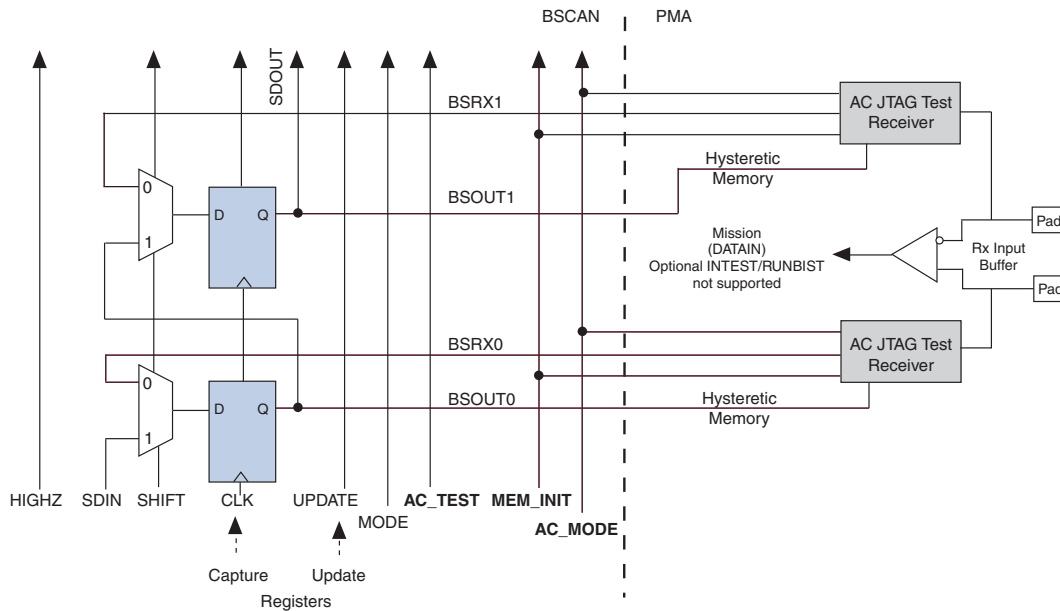 BSCAN
PMA
SDOUT
BSRX1
AC JTAG Test
Receiver
0
Hysteretic
Memory
D
Q
BSOUT1
1
Pad
Mission
(DATAIN)
Optional INTEST/RUNBIST
not supported
Rx Input
Buffer
Pad
BSRX0
AC JTAG Test
Receiver
0
D
Q
BSOUT0
Hysteretic
Memory
1
HIGHZ
SDIN
SHIFT
CLK
UPDATE
MODE
AC_TEST
MEM_INIT
AC_MODE
Capture
Update
Registers